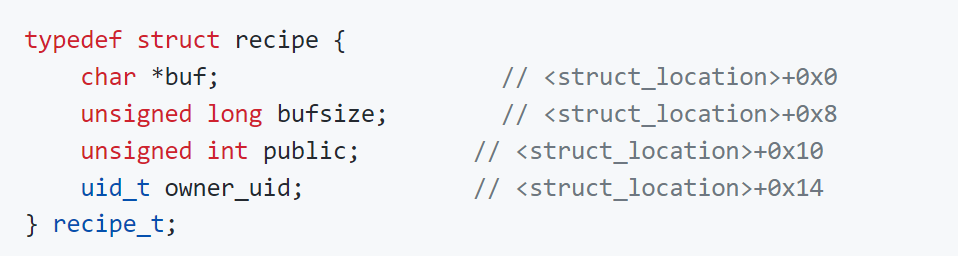 typedef struct recipe {
    char *buf;                    // <struct_location>+0x0
    unsigned long bufsize;        // <struct_location>+0x8
    unsigned int public;        // <struct_location>+0x10
    uid_t owner_uid;            // <struct_location>+0x14
} recipe_t;